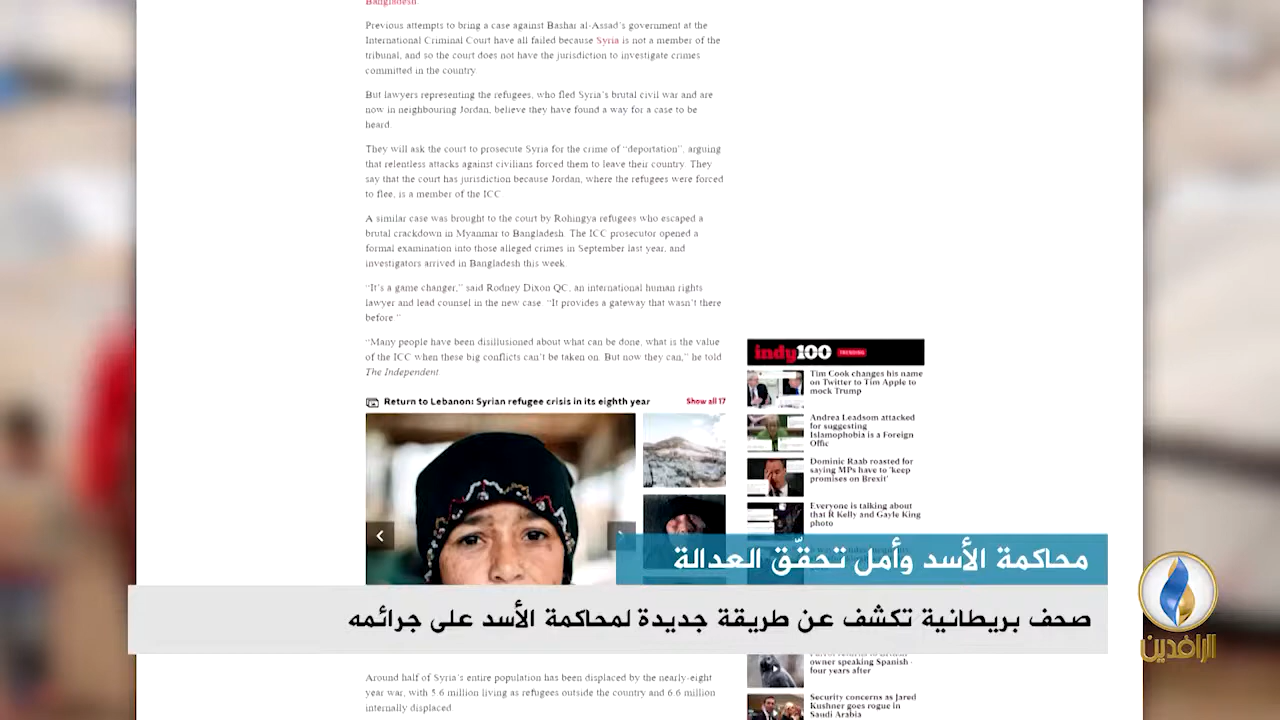 Bangladesh.
Previous attempts to bring a case against Bashar al-Assad's government at the
International Criminal Court have all failed because Syria is not a member of the
tribunal, and so the court does not have the jurisdiction to investigate crimes
committed in the country.
But lawyers representing the refugees, who fled Syria's brutal civil war and are
now in neighbouring Jordan, believe they have found a way for a case to be
heard.
They will ask the court to prosecute Syria for the crime of "deportation", arguing
that relentless attacks against civilians forced them to leave their country. They
say that the court has jurisdiction because Jordan, where the refugees were forced
to flee, is a member of the ICC.
A similar case was brought to the court by Rohingya refugees who escaped a
brutal crackdown in Myanmar to Bangladesh. The ICC prosecutor opened a
formal examination into those alleged crimes in September last year, and
investigators arrived in Bangladesh this week.
"It's a game changer," said Rodney Dixon QC, an international human rights
lawyer and lead counsel in the new case. "It provides a gateway that wasn't there
before."
"Many people have been disillusioned about what can be done, what is the value
of the ICC when these big conflicts can't be taken on. But now they can," he told
The Independent.
Return to Lebanon: Syrian refugee crisis in its eighth year
Show all 17
indy100 TRENDING
Tim Cook changes his name
on Twitter to Tim Apple to
mock Trump
Andrea Leadsom attacked
for suggesting
Islamophobia is a Foreign
Offic
Dominic Raab roasted for
saying MPs have to 'keep
promises on Brexit'
Everyone is talking about
that R Kelly and Gayle King
photo
محاكمة الأسد وأمل تحقّق العدالة
صحف بريطانية تكشف عن طريقة جديدة لمحاكمة الأسد على جرائمه
الرافدين
owner speaking Spanish -
four years after
Security concerns as Jared
Kushner goes rogue in
Saudi Arabia
Around half of Syria's entire population has been displaced by the nearly-eight
year war, with 5.6 million living as refugees outside the country and 6.6 million
internally displaced.